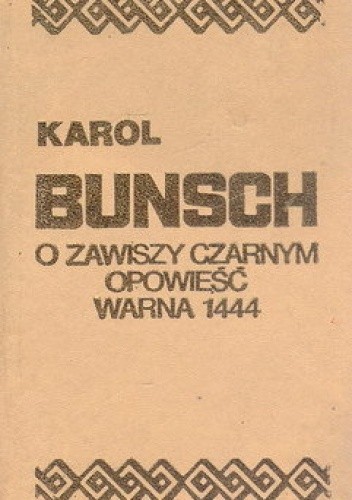 KAROL
BUNSCH
O ZAWISZY CZARNYM
OPOWIEŚĆ
WARNA 1444